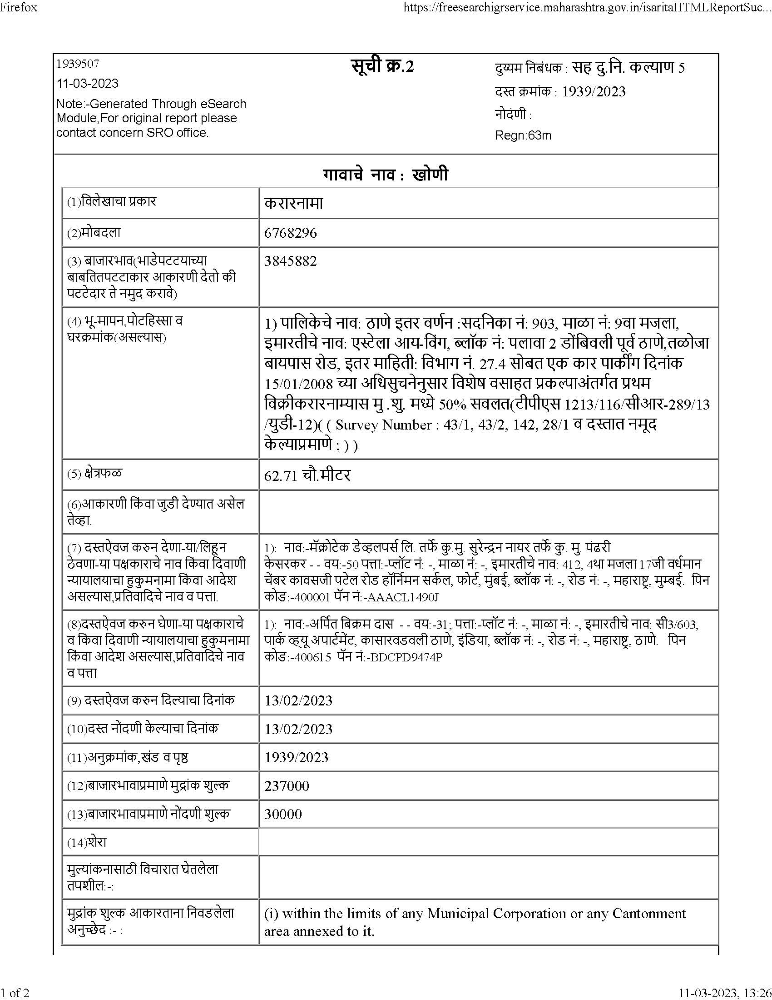 Firefox
https://freesearchigrservice.maharashtra.gov.in/isaritaHTMLReportSuc...
1939507
11-03-2023
Note:-Generated Through eSearch
Module,For original report please
contact concern SRO office.
सूची क्र.2
दुय्यम निबंधक : सह दु.नि. कल्याण 5
दस्त क्रमांक : 1939/2023
नोदंणी :
Regn:63m
गावाचे नाव : खोणी
(1)विलेखाचा प्रकार
करारनामा
(2)मोबदला
6768296
(3) बाजारभाव(भाडेपटटयाच्या
बाबतितपटटाकार आकारणी देतो की
पटटेदार ते नमुद करावे)
3845882
(4) भू-मापन,पोटहिस्सा व
घरक्रमांक(असल्यास)
1) पालिकेचे नाव: ठाणे इतर वर्णन :सदनिका नं: 903, माळा नं: 9वा मजला,
इमारतीचे नाव: एस्टेला आय-विंग, ब्लॉक नं: पलावा 2 डोंबिवली पूर्व ठाणे,तळोजा
बायपास रोड, इतर माहिती: विभाग नं. 27.4 सोबत एक कार पार्कींग दिनांक
15/01/2008 च्या अधिसुचनेनुसार विशेष वसाहत प्रकल्पाअंतर्गत प्रथम
विक्रीकरारनाम्यास मु .शु. मध्ये 50% सवलत(टीपीएस 1213/116/सीआर-289/13
/युडी-12)( ( Survey Number : 43/1, 43/2, 142, 28/1 व दस्तात नमूद
केल्याप्रमाणे ; ) )
(5) क्षेत्रफळ
62.71 चौ.मीटर
(6)आकारणी किंवा जुडी देण्यात असेल
तेव्हा.
(7) दस्तऐवज करुन देणा-या/लिहून
ठेवणा-या पक्षकाराचे नाव किंवा दिवाणी
न्यायालयाचा हुकुमनामा किंवा आदेश
असल्यास,प्रतिवादिचे नाव व पत्ता.
1): नाव:-मॅक्रोटेक डेव्हलपर्स लि. तर्फे कु.मु. सुरेन्द्रन नायर तर्फे कु. मु. पंढरी
केसरकर - - वय:-50 पत्ता:-प्लॉट नं: -, माळा नं: -, इमारतीचे नाव: 412, 4था मजला 17जी वर्धमान
चेंबर कावसजी पटेल रोड हॉर्निमन सर्कल, फोर्ट, मुंबई, ब्लॉक नं: -, रोड नं: -, महाराष्ट्र, मुम्बई. पिन
कोड:-400001 पॅन नं:-AAACL1490J
(8)दस्तऐवज करुन घेणा-या पक्षकाराचे
व किंवा दिवाणी न्यायालयाचा हुकुमनामा
किंवा आदेश असल्यास,प्रतिवादिचे नाव
व पत्ता
1): नाव:-अर्पित बिक्रम दास - - वय:-31; पत्ता:-प्लॉट नं: -, माळा नं: -, इमारतीचे नाव: सी3/603,
पार्क व्ह्यू अपार्टमेंट, कासारवडवली ठाणे, इंडिया, ब्लॉक नं: -, रोड नं: -, महाराष्ट्र, ठाणे. पिन
कोड:-400615 पॅन नं:-BDCPD9474P
(9) दस्तऐवज करुन दिल्याचा दिनांक
13/02/2023
(10)दस्त नोंदणी केल्याचा दिनांक
13/02/2023
(11)अनुक्रमांक,खंड व पृष्ठ
1939/2023
(12)बाजारभावाप्रमाणे मुद्रांक शुल्क
237000
(13)बाजारभावाप्रमाणे नोंदणी शुल्क
30000
(14)शेरा
मुल्यांकनासाठी विचारात घेतलेला
तपशील:-:
मुद्रांक शुल्क आकारताना निवडलेला
अनुच्छेद :- :
(i) within the limits of any Municipal Corporation or any Cantonment
area annexed to it.
1 of 2
11-03-2023, 13:26